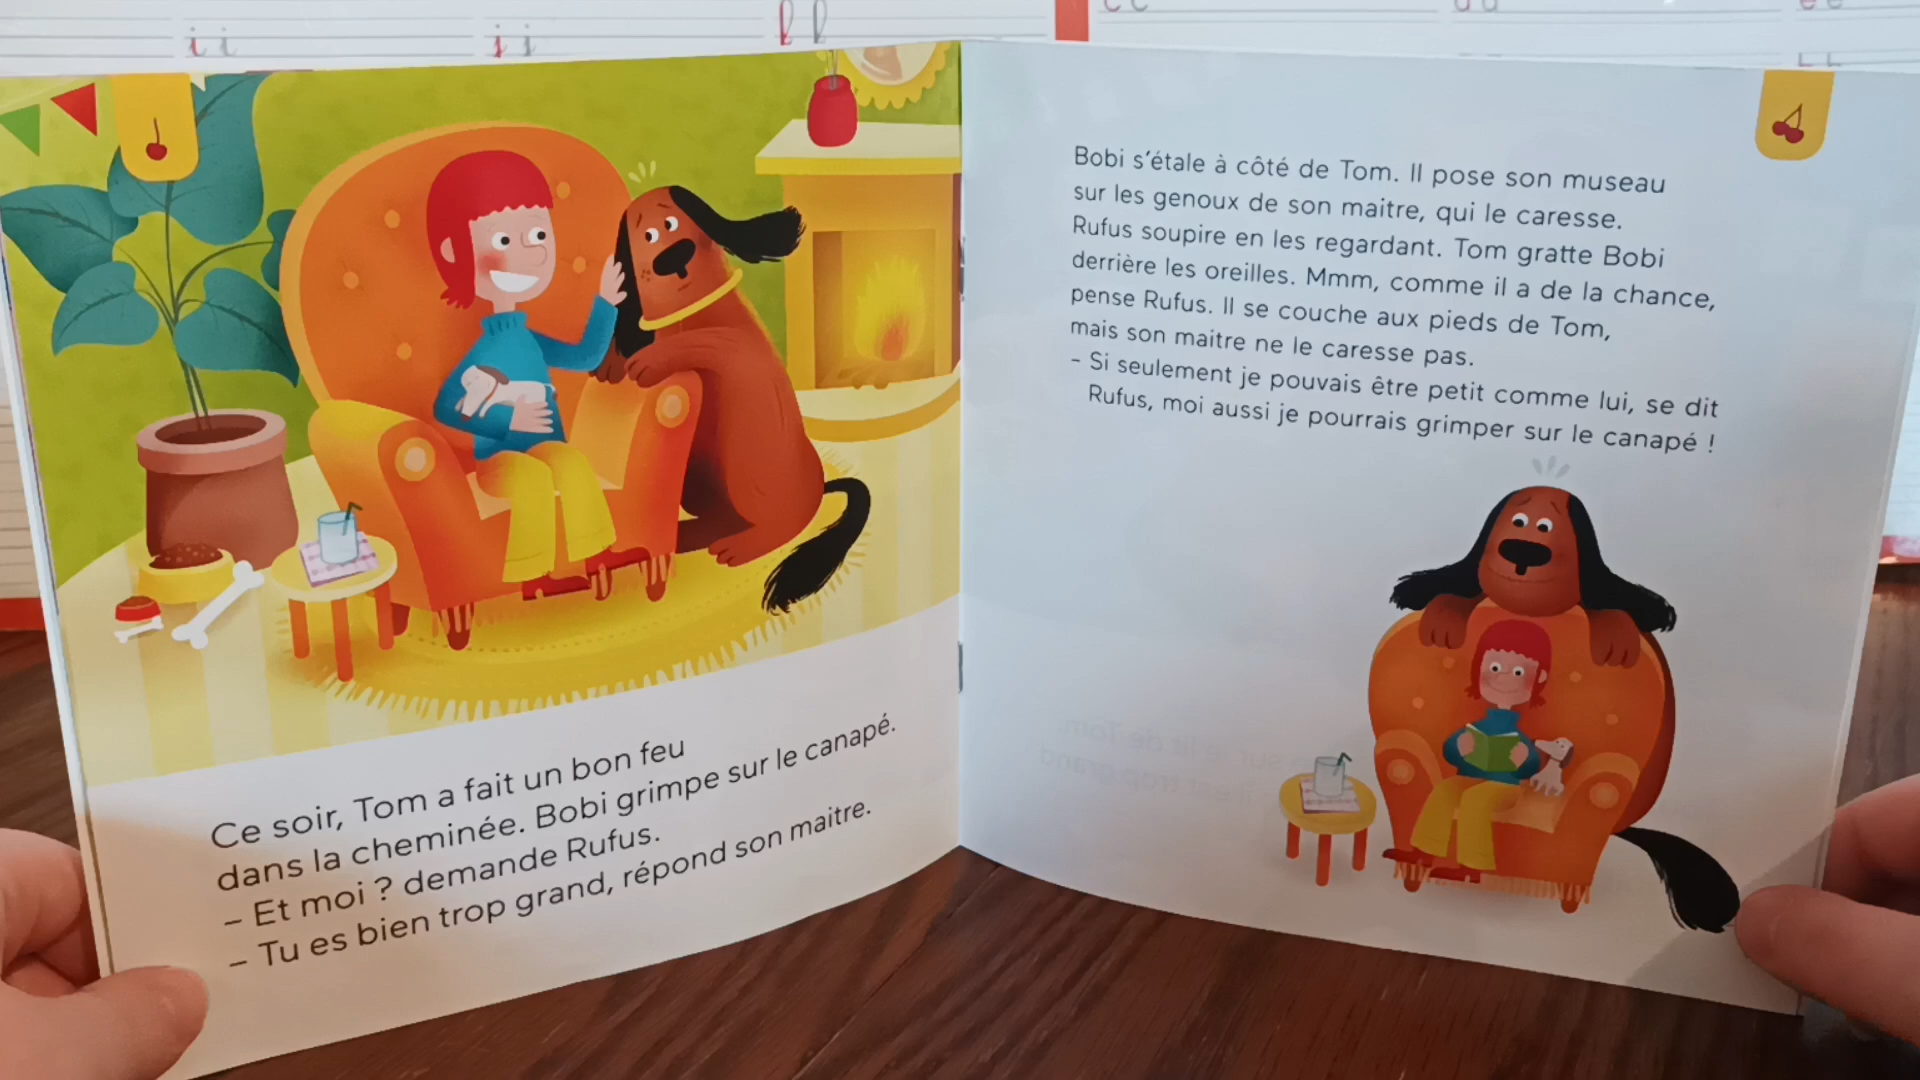 i i
j j
l l
c c
d d
e e
Ce soir, Tom a fait un bon feu
dans la cheminée. Bobi grimpe sur le canapé.
– Et moi ? demande Rufus.
– Tu es bien trop grand, répond son maitre.
Bobi s'étale à côté de Tom. Il pose son museau
sur les genoux de son maitre, qui le caresse.
Rufus soupire en les regardant. Tom gratte Bobi
derrière les oreilles. Mmm, comme il a de la chance,
pense Rufus. Il se couche aux pieds de Tom,
mais son maitre ne le caresse pas.
– Si seulement je pouvais être petit comme lui, se dit
Rufus, moi aussi je pourrais grimper sur le canapé !